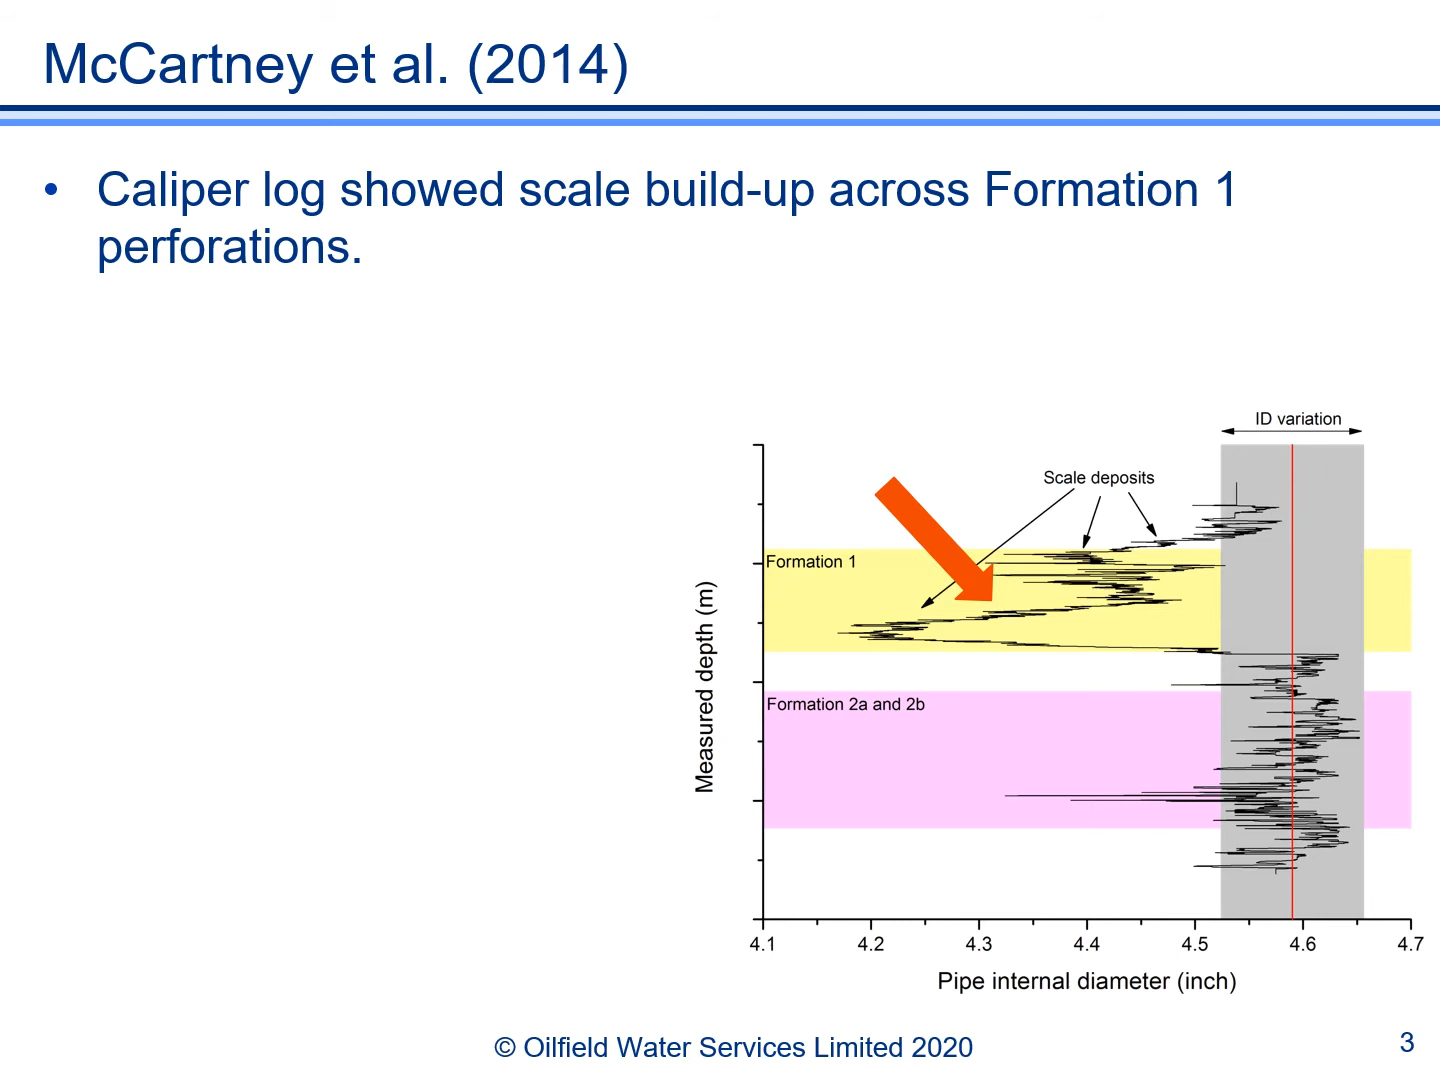 McCartney et al. (2014)
• Caliper log showed scale build-up across Formation 1
perforations.
ID variation
Scale deposits
Formation 1
Formation 2a and 2b
Measured depth (m)
4.1 4.2 4.3 4.4 4.5 4.6 4.7
Pipe internal diameter (inch)
© Oilfield Water Services Limited 2020
3